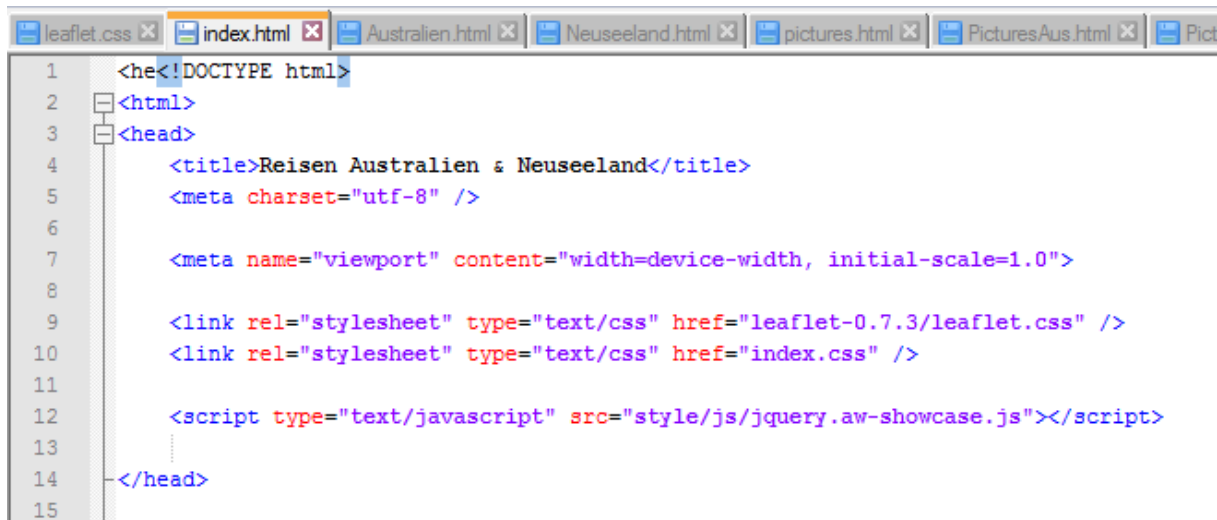 leaflet.css index.html Australien.html Neuseeland.html pictures.html PicturesAus.html Pict
1 <he<!DOCTYPE html>
2 <html>
3 <head>
4 <title>Reisen Australien & Neuseeland</title>
5 <meta charset="utf-8" />
6
7 <meta name="viewport" content="width=device-width, initial-scale=1.0">
8
9 <link rel="stylesheet" type="text/css" href="leaflet-0.7.3/leaflet.css" />
10 <link rel="stylesheet" type="text/css" href="index.css" />
11
12 <script type="text/javascript" src="style/js/jquery.aw-showcase.js"></script>
13
14 </head>
15